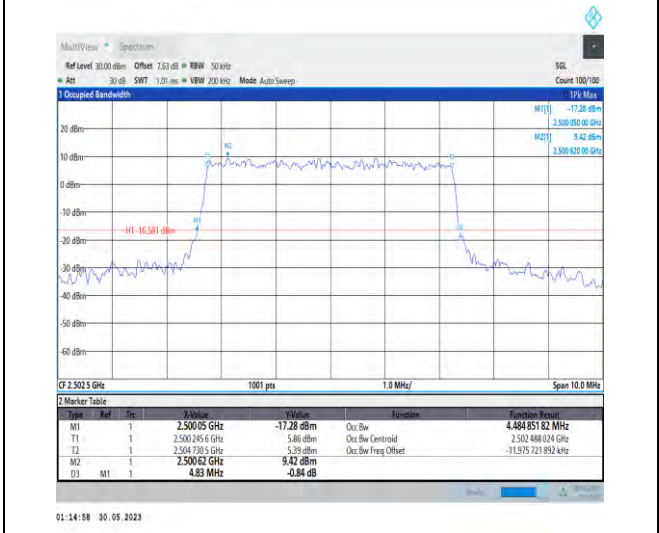 MultiView Spectrum
Ref Level 30.00 dBm Offset 7.63 dB RBW 50 kHz SGL
Att 30 dB SWT 1.01 ms VBW 200 kHz Mode Auto Sweep Count 100/100
1 Occupied Bandwidth 1Pk Max
M1[1] -17.28 dBm
2.500 050 00 GHz
M2[1] 9.42 dBm
2.500 620 00 GHz
20 dBm
M2
T1
T2
10 dBm
0 dBm
-10 dBm
M1
H1 -16.581 dBm
-20 dBm
-30 dBm
-40 dBm
-50 dBm
-60 dBm
CF 2.502 5 GHz 1001 pts 1.0 MHz/ Span 10.0 MHz
2 Marker Table
Type Ref Trc X-Value Y-Value Function Function Result
M1 1 2.500 05 GHz -17.28 dBm Occ Bw 4.484 851 82 MHz
T1 1 2.500 245 6 GHz 5.86 dBm Occ Bw Centroid 2.502 488 024 GHz
T2 1 2.504 730 5 GHz 5.39 dBm Occ Bw Freq Offset -11.975 721 892 kHz
M2 1 2.500 62 GHz 9.42 dBm
D3 M1 1 4.83 MHz -0.84 dB
01:14:58 30.05.2023